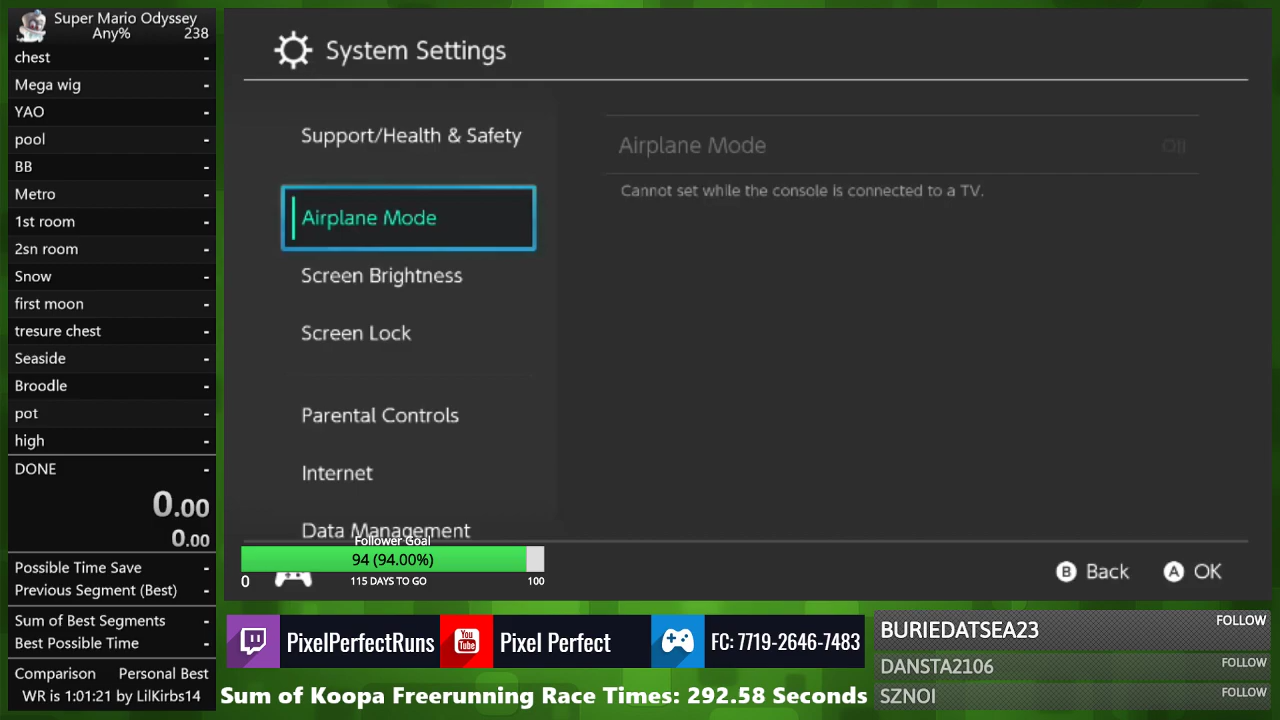 Super Mario Odyssey
Any% 238
chest -
Mega wig -
YAO -
pool -
BB -
Metro -
1st room -
2sn room -
Snow -
first moon -
tresure chest -
Seaside -
Broodle -
pot -
high -
DONE -
0.00
0.00
Possible Time Save -
Previous Segment (Best) -
Sum of Best Segments -
Best Possible Time -
Comparison Personal Best
WR is 1:01:21 by LilKirbs14
System Settings
Support/Health & Safety
Airplane Mode
Screen Brightness
Screen Lock
Parental Controls
Internet
Data Management
Airplane Mode Off
Cannot set while the console is connected to a TV.
Follower Goal
94 (94.00%)
0 115 DAYS TO GO 100
B Back A OK
PixelPerfectRuns You Tube Pixel Perfect FC: 7719-2646-7483
Sum of Koopa Freerunning Race Times: 292.58 Seconds
BURIEDATSEA23 FOLLOW
DANSTA2106 FOLLOW
SZNOI FOLLOW